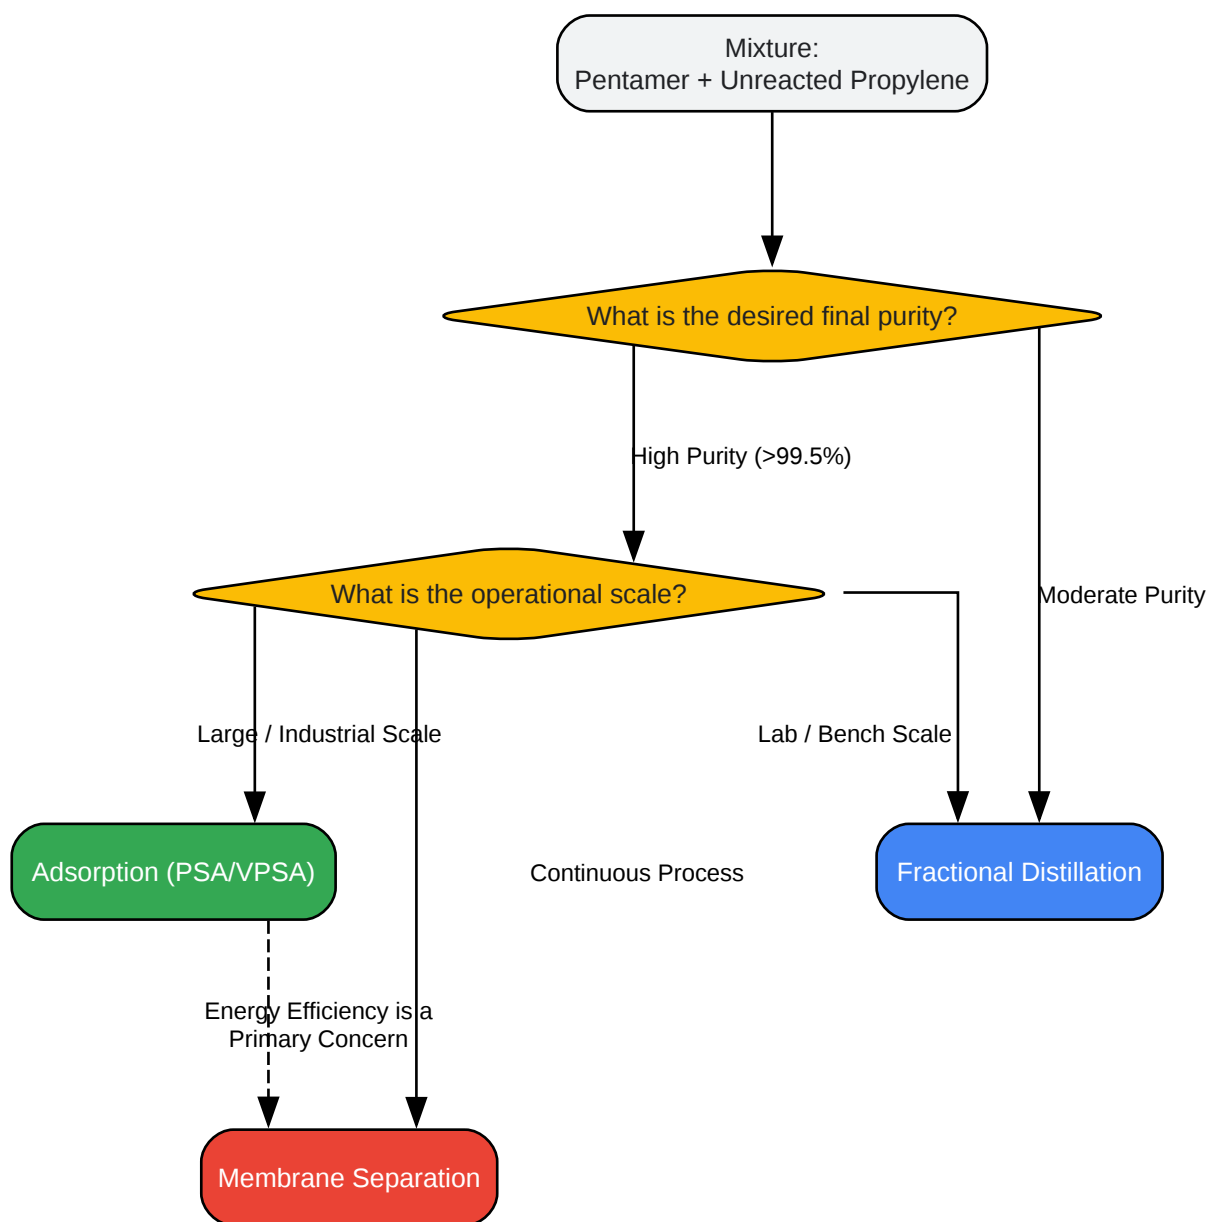 Mixture:
Pentamer + Unreacted Propylene
What is the desired final purity?
High Purity (>99.5%)
What is the operational scale?
Moderate Purity
Large / Industrial Scale
Lab / Bench Scale
Adsorption (PSA/VPSA)
Continuous Process
Fractional Distillation
Energy Efficiency is a
Primary Concern
Membrane Separation